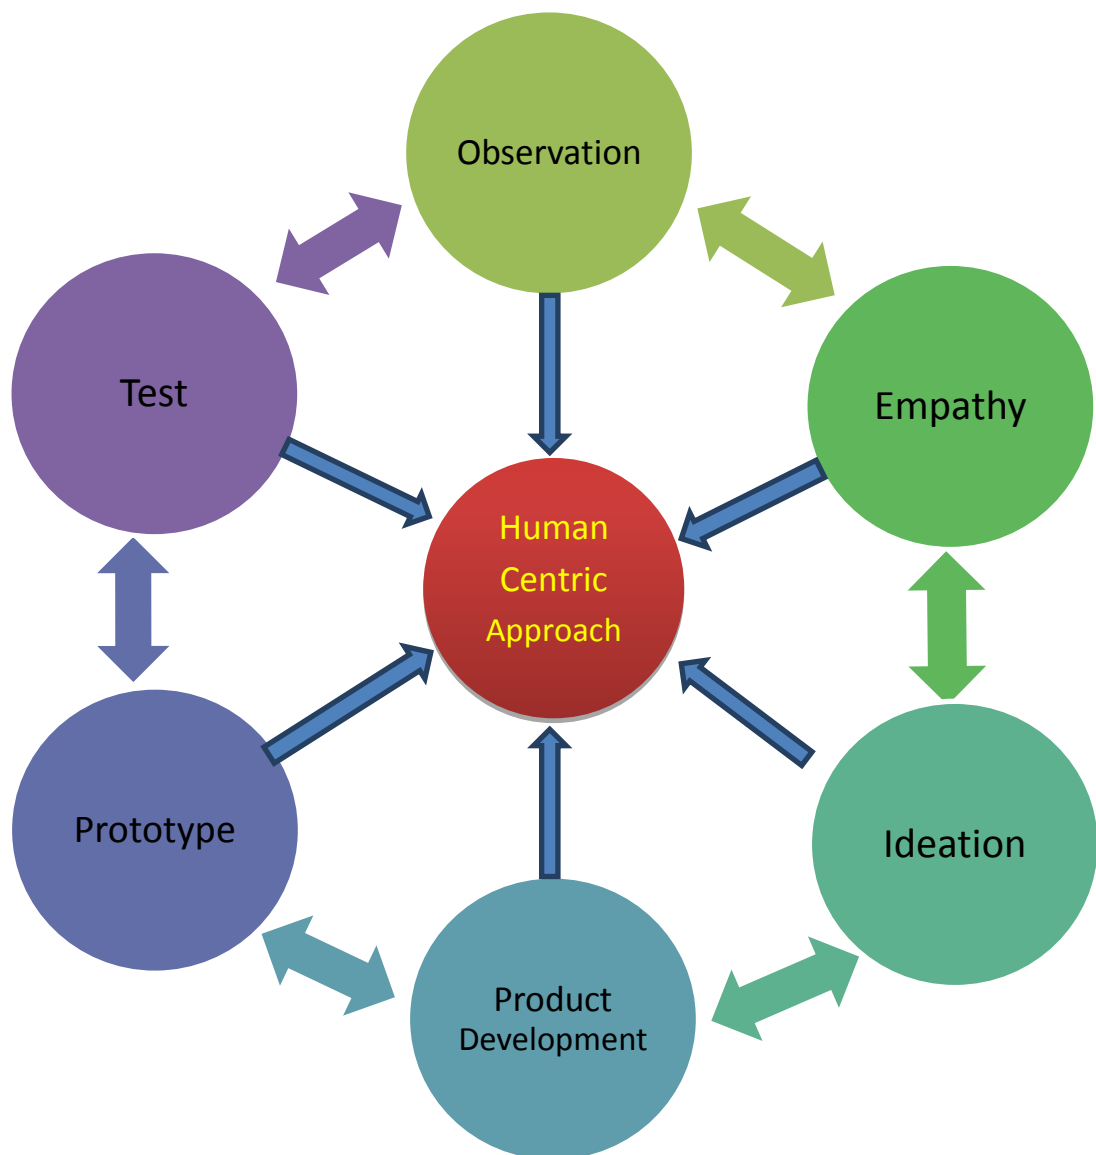 Observation
Empathy
Ideation
Product
Development
Prototype
Test
Human
Centric
Approach